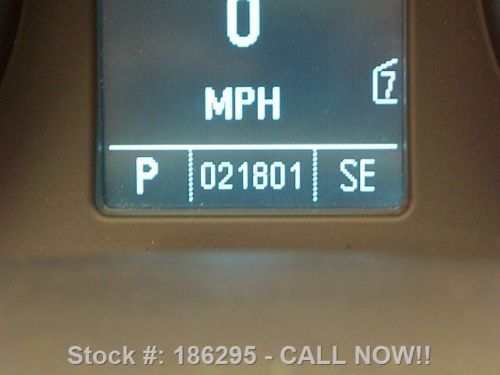 0
MPH
P 021801 SE
Stock #: 186295 - CALL NOW!!